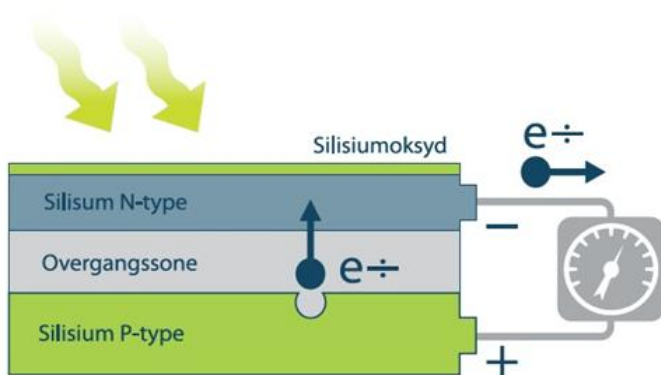 Silisiumoksyd
e÷
Silisum N-type
−
Overgangssone
e÷
Silisium P-type
+